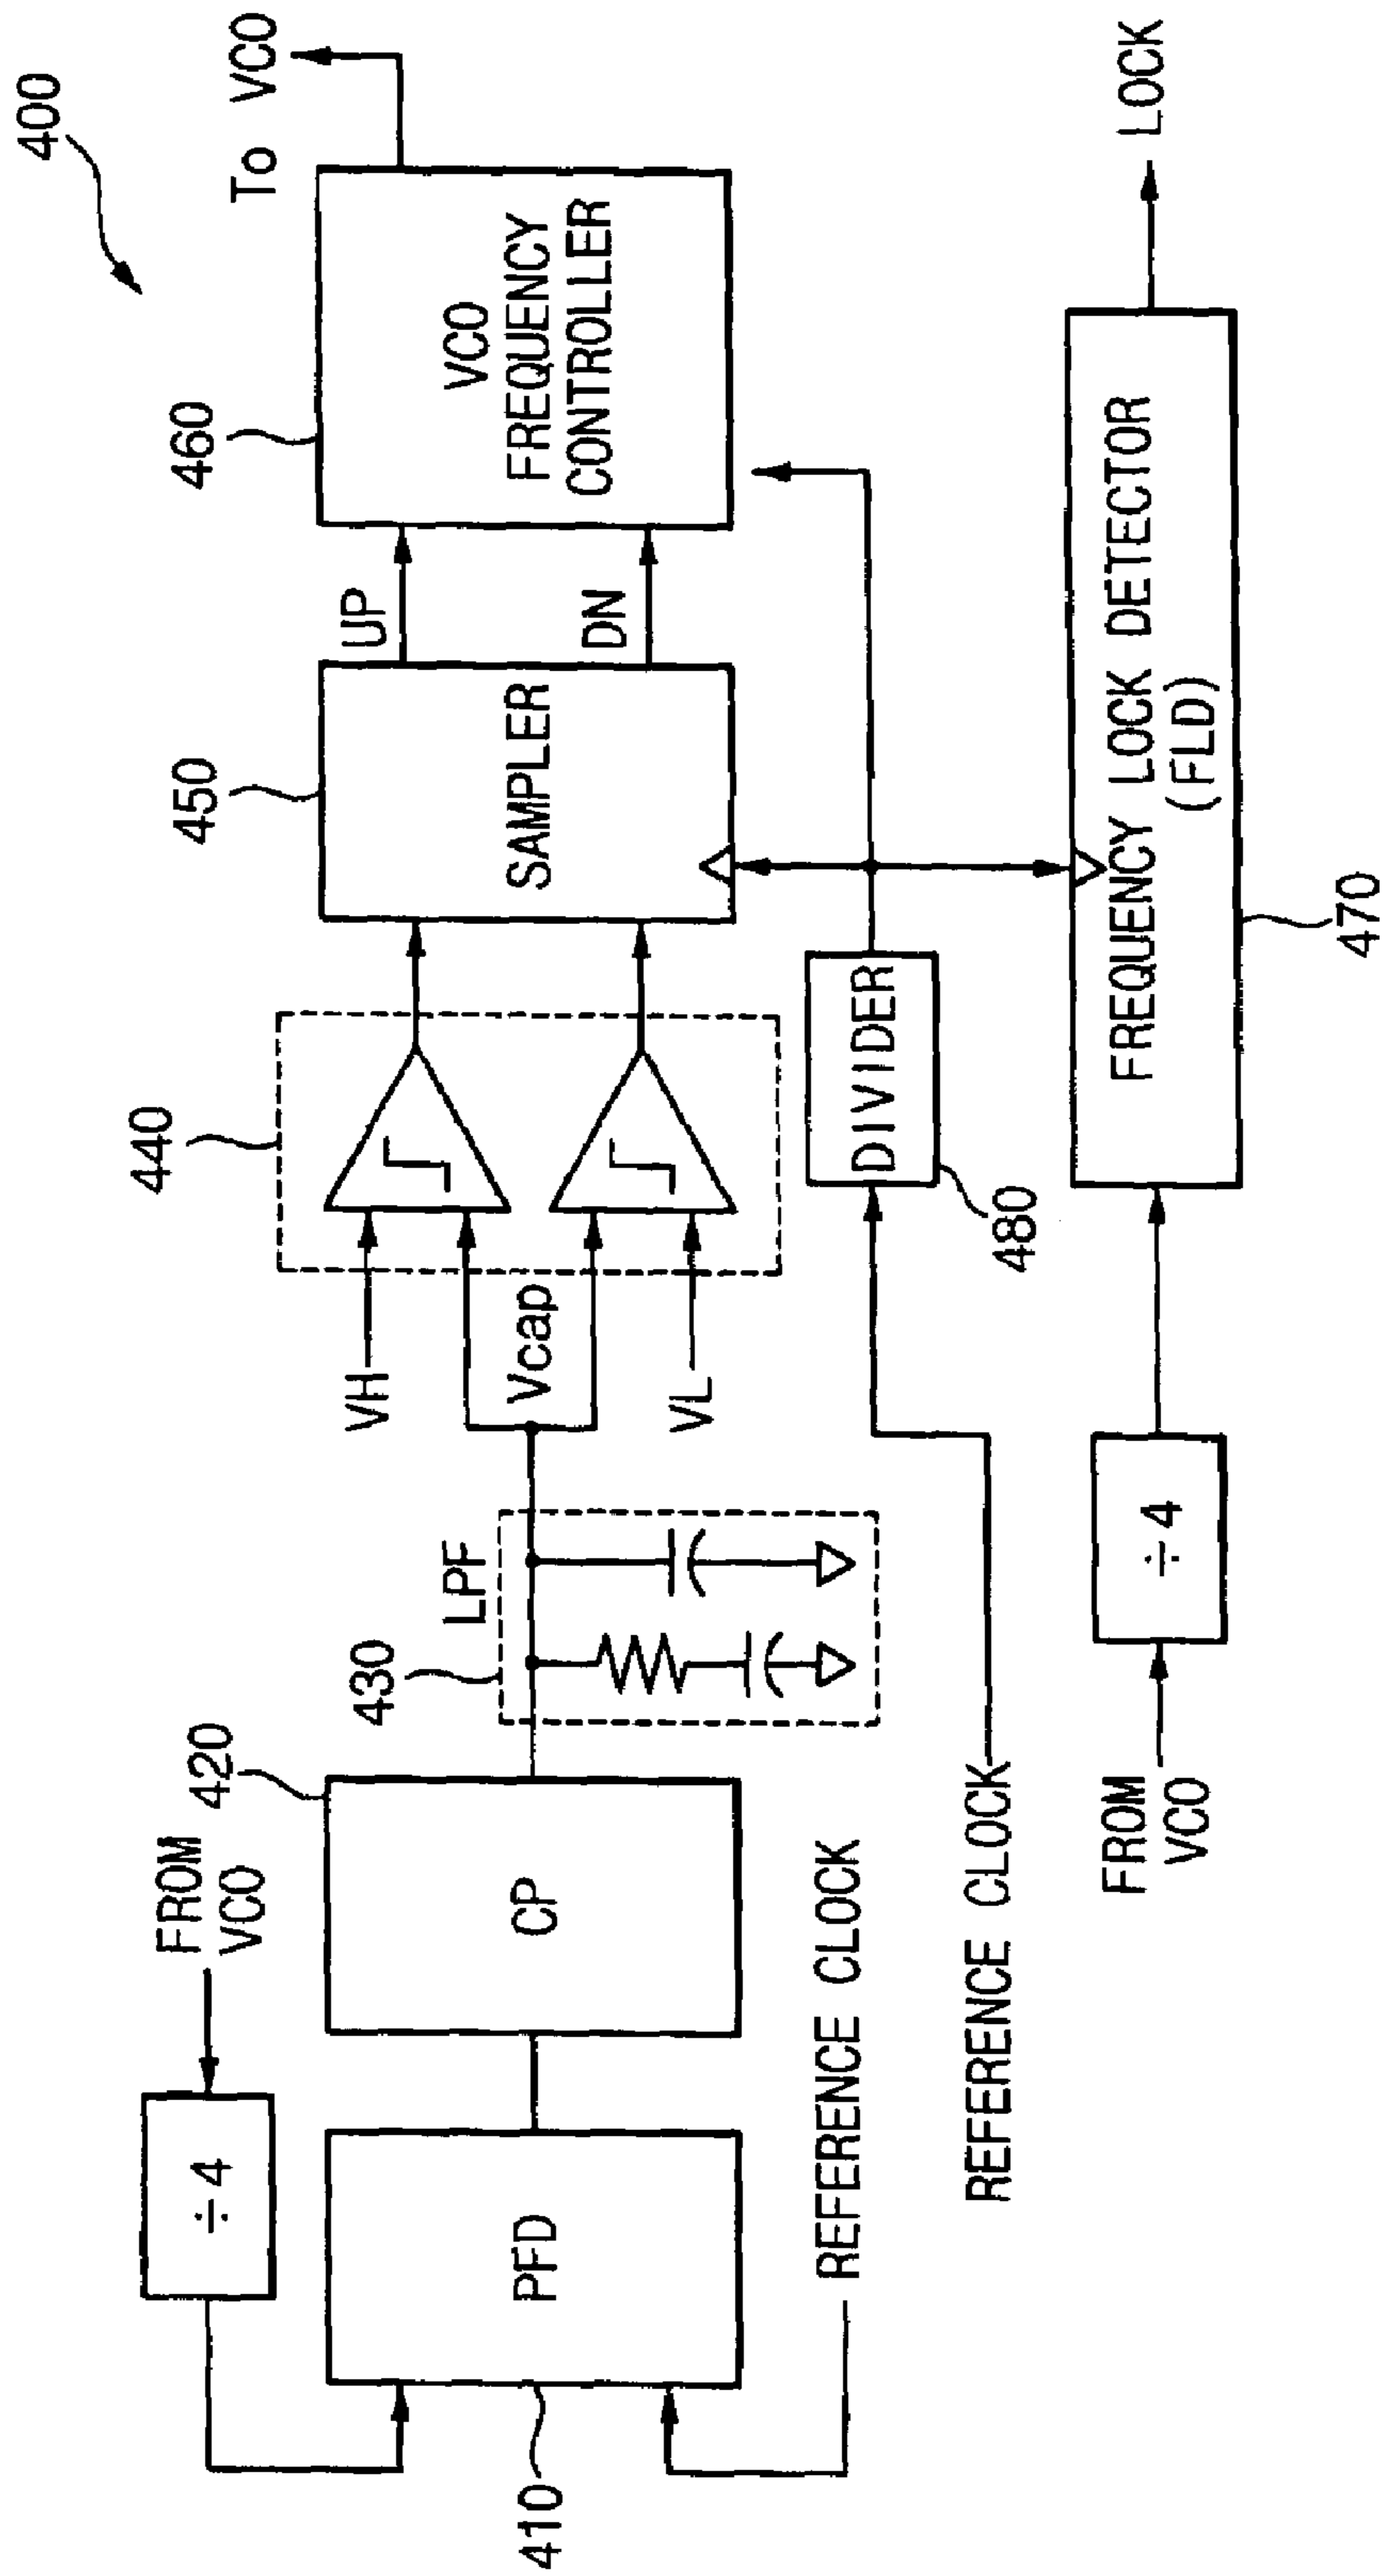 400
To VCO
FROM
VCO
÷4
410
PFD
420
CP
REFERENCE CLOCK
430
LPF
Vcap
VH
VL
440
450
SAMPLER
UP
DN
460
VCO
FREQUENCY
CONTROLLER
REFERENCE CLOCK
480
DIVIDER
FROM
VCO
÷4
FREQUENCY LOCK DETECTOR
(FLD)
470
LOCK